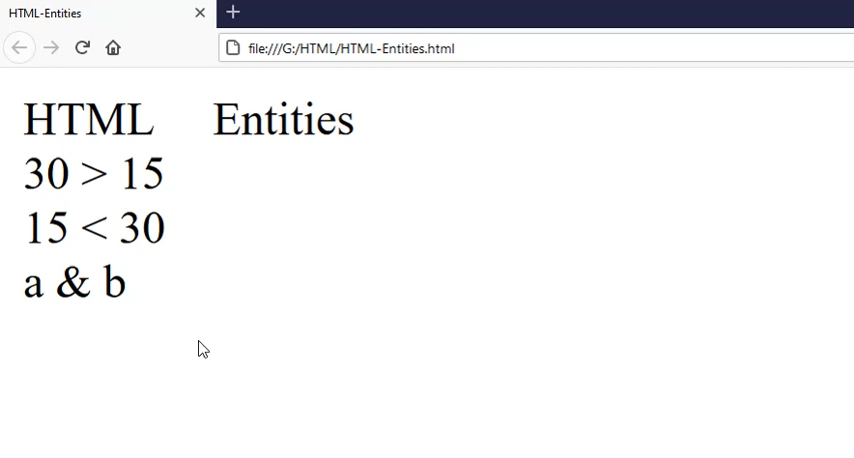 HTML-Entities
file:///G:/HTML/HTML-Entities.html
HTML Entities
30 > 15
15 < 30
a & b